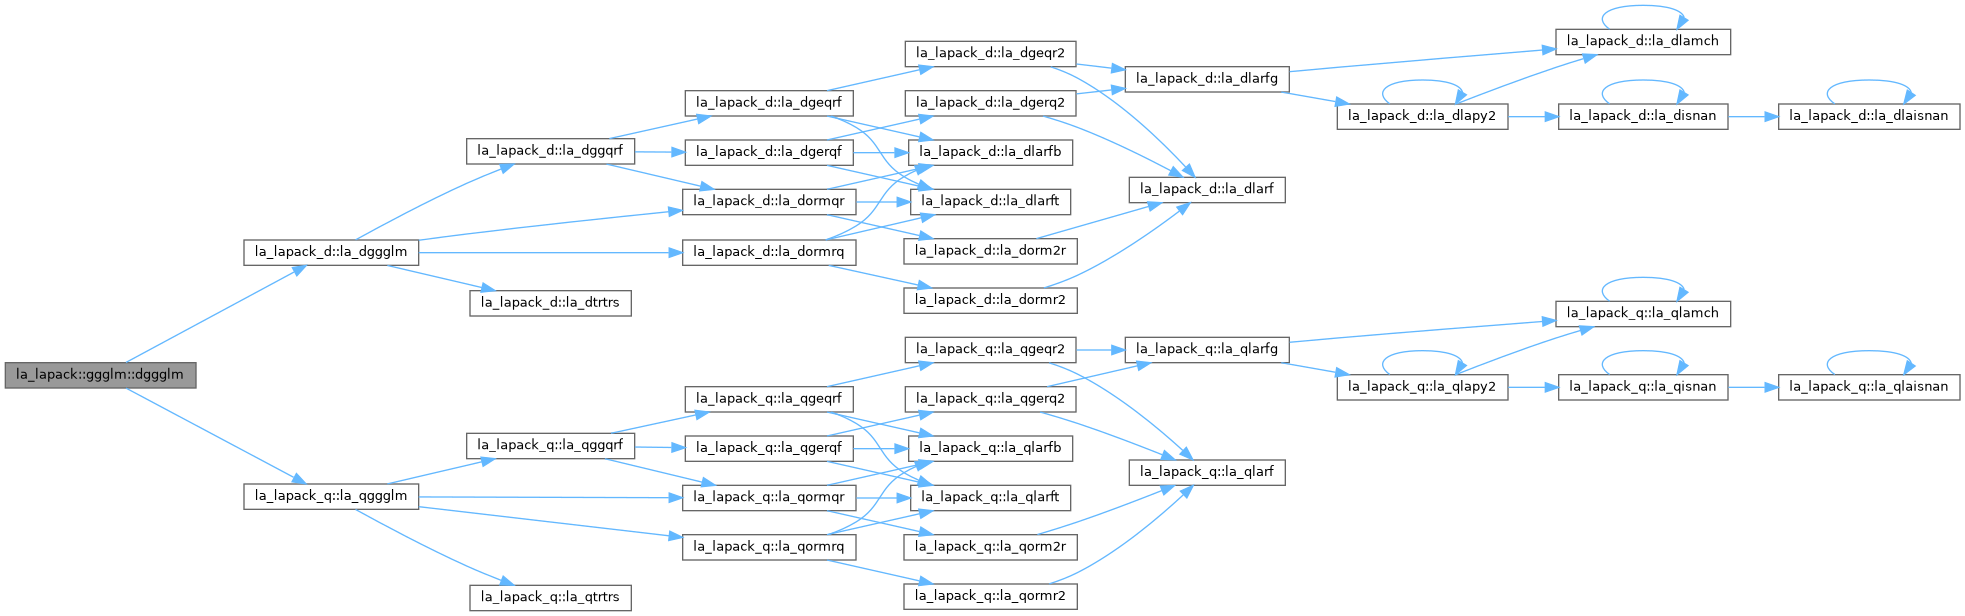 la_lapack::ggglm::dggglm
la_lapack_d::la_dggglm
la_lapack_d::la_dggqrf
la_lapack_d::la_dgeqrf
la_lapack_d::la_dgeqr2
la_lapack_d::la_dlarfg
la_lapack_d::la_dlamch
la_lapack_d::la_dlapy2
la_lapack_d::la_disnan
la_lapack_d::la_dlaisnan
la_lapack_d::la_dlarf
la_lapack_d::la_dlarfb
la_lapack_d::la_dlarft
la_lapack_d::la_dgerqf
la_lapack_d::la_dgerq2
la_lapack_d::la_dormqr
la_lapack_d::la_dorm2r
la_lapack_d::la_dormrq
la_lapack_d::la_dormr2
la_lapack_d::la_dtrtrs
la_lapack_q::la_qggglm
la_lapack_q::la_qggqrf
la_lapack_q::la_qgeqrf
la_lapack_q::la_qgeqr2
la_lapack_q::la_qlarfg
la_lapack_q::la_qlamch
la_lapack_q::la_qlapy2
la_lapack_q::la_qisnan
la_lapack_q::la_qlaisnan
la_lapack_q::la_qlarf
la_lapack_q::la_qlarfb
la_lapack_q::la_qlarft
la_lapack_q::la_qgerqf
la_lapack_q::la_qgerq2
la_lapack_q::la_qormqr
la_lapack_q::la_qorm2r
la_lapack_q::la_qormrq
la_lapack_q::la_qormr2
la_lapack_q::la_qtrtrs